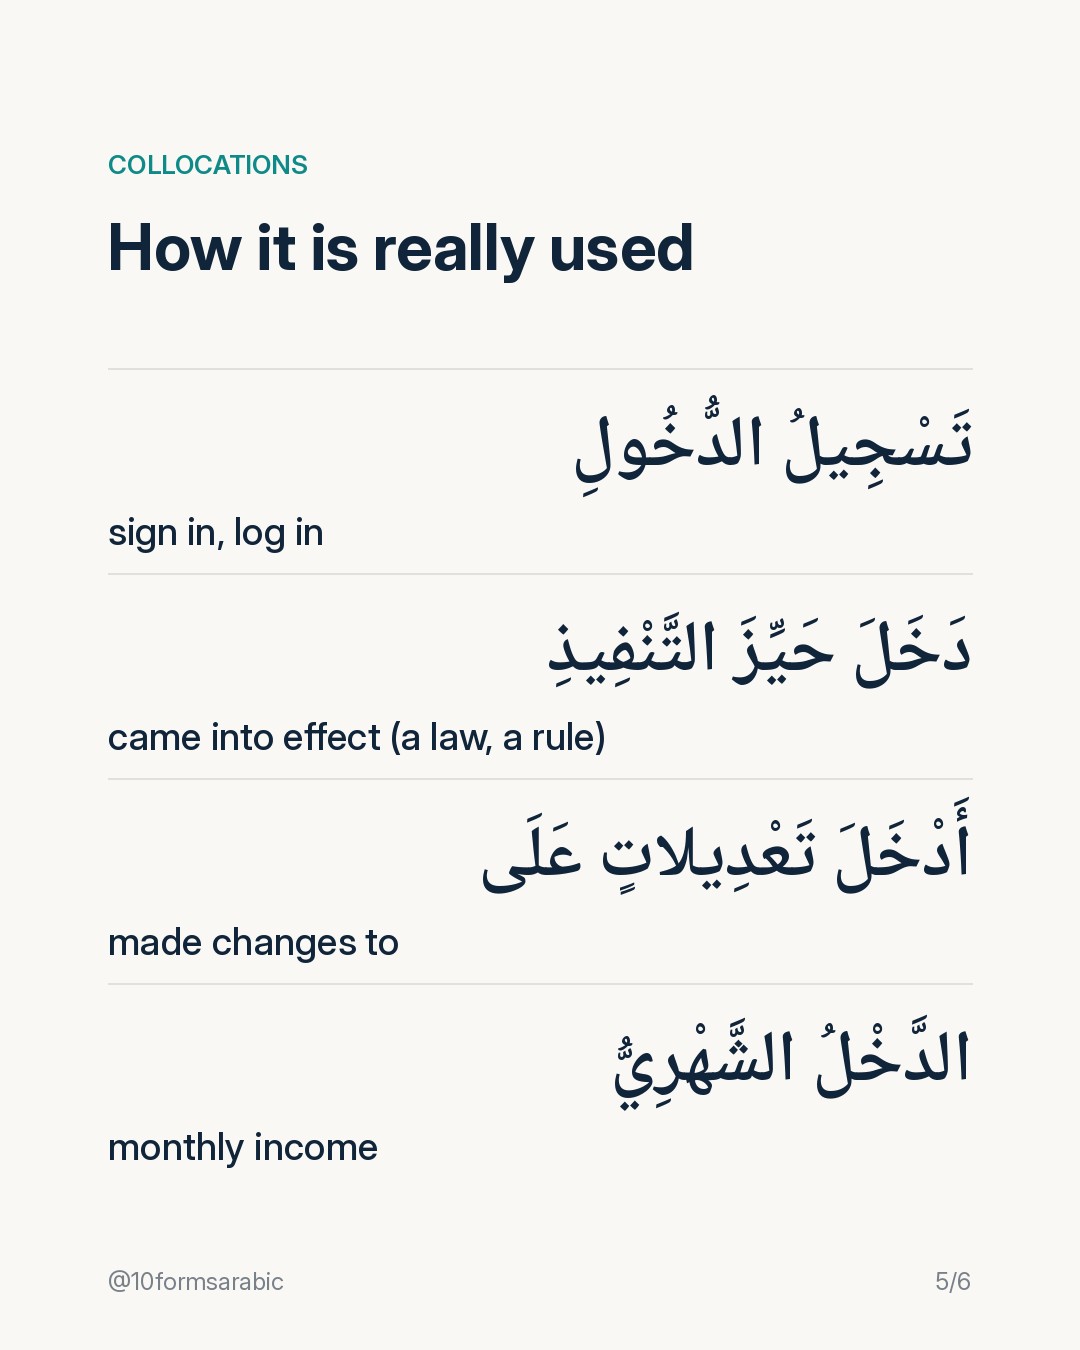 COLLOCATIONS
How it is really used
تَسْجِيلُ الدُّخُولِ
sign in, log in
دَخَلَ حَيِّزَ التَّنْفِيذِ
came into effect (a law, a rule)
أَدْخَلَ تَعْدِيلاتٍ عَلَى
made changes to
الدَّخْلُ الشَّهْرِيُّ
monthly income
@10formsarabic
5/6